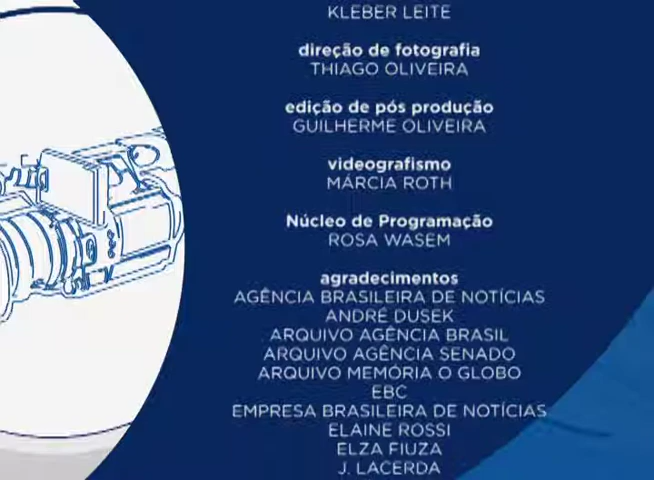 KLEBER LEITE
direção de fotografia
THIAGO OLIVEIRA
edição de pós produção
GUILHERME OLIVEIRA
videografismo
MÁRCIA ROTH
Núcleo de Programação
ROSA WASEM
agradecimentos
AGÊNCIA BRASILEIRA DE NOTÍCIAS
ANDRÉ DUSEK
ARQUIVO AGÊNCIA BRASIL
ARQUIVO AGÊNCIA SENADO
ARQUIVO MEMÓRIA O GLOBO
EBC
EMPRESA BRASILEIRA DE NOTÍCIAS
ELAINE ROSSI
ELZA FIUZA
J. LACERDA